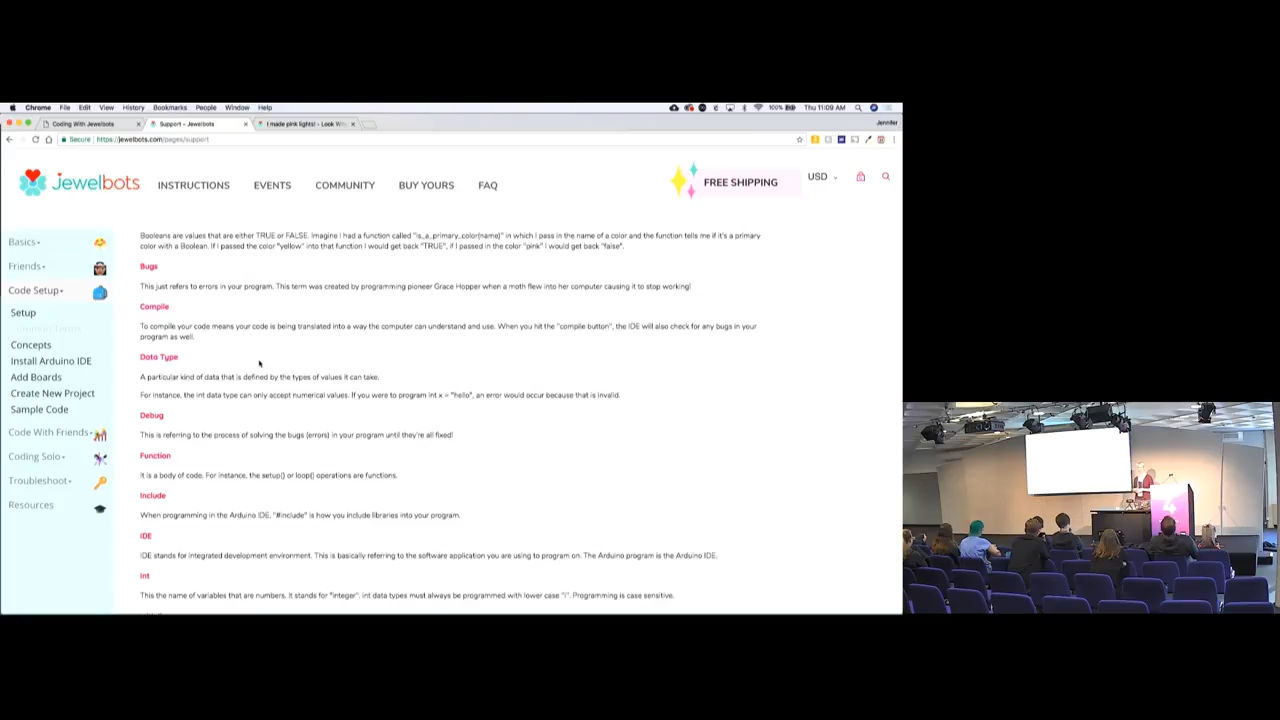 Chrome File Edit View History Bookmarks People Window Help 100% Thu 11:09 AM
Coding With Jewelbots Support – Jewelbots I made pink lights! - Look Jennifer
Secure https://jewelbots.com/pages/support
Jewelbots INSTRUCTIONS EVENTS COMMUNITY BUY YOURS FAQ FREE SHIPPING USD
Basics
Friends
Code Setup
Setup
Common Terms
Concepts
Install Arduino IDE
Add Boards
Create New Project
Sample Code
Code With Friends
Coding Solo
Troubleshoot
Resources
Booleans are values that are either TRUE or FALSE. Imagine I had a function called "is_a_primary_color(name)" in which I pass in the name of a color and the function tells me if it's a primary
color with a Boolean. If I passed the color "yellow" into that function I would get back "TRUE", if I passed in the color "pink" I would get back "false".
Bugs
This just refers to errors in your program. This term was created by programming pioneer Grace Hopper when a moth flew into her computer causing it to stop working!
Compile
To compile your code means your code is being translated into a way the computer can understand and use. When you hit the "compile button", the IDE will also check for any bugs in your
program as well.
Data Type
A particular kind of data that is defined by the types of values it can take.
For instance, the int data type can only accept numerical values. If you were to program int x = "hello", an error would occur because that is invalid.
Debug
This is referring to the process of solving the bugs (errors) in your program until they're all fixed!
Function
It is a body of code. For instance, the setup() or loop() operations are functions.
Include
When programming in the Arduino IDE, "#include" is how you include libraries into your program.
IDE
IDE stands for integrated development environment. This is basically referring to the software application you are using to program on. The Arduino program is the Arduino IDE.
Int
This the name of variables that are numbers. It stands for "integer". int data types must always be programmed with lower case "i". Programming is case sensitive.